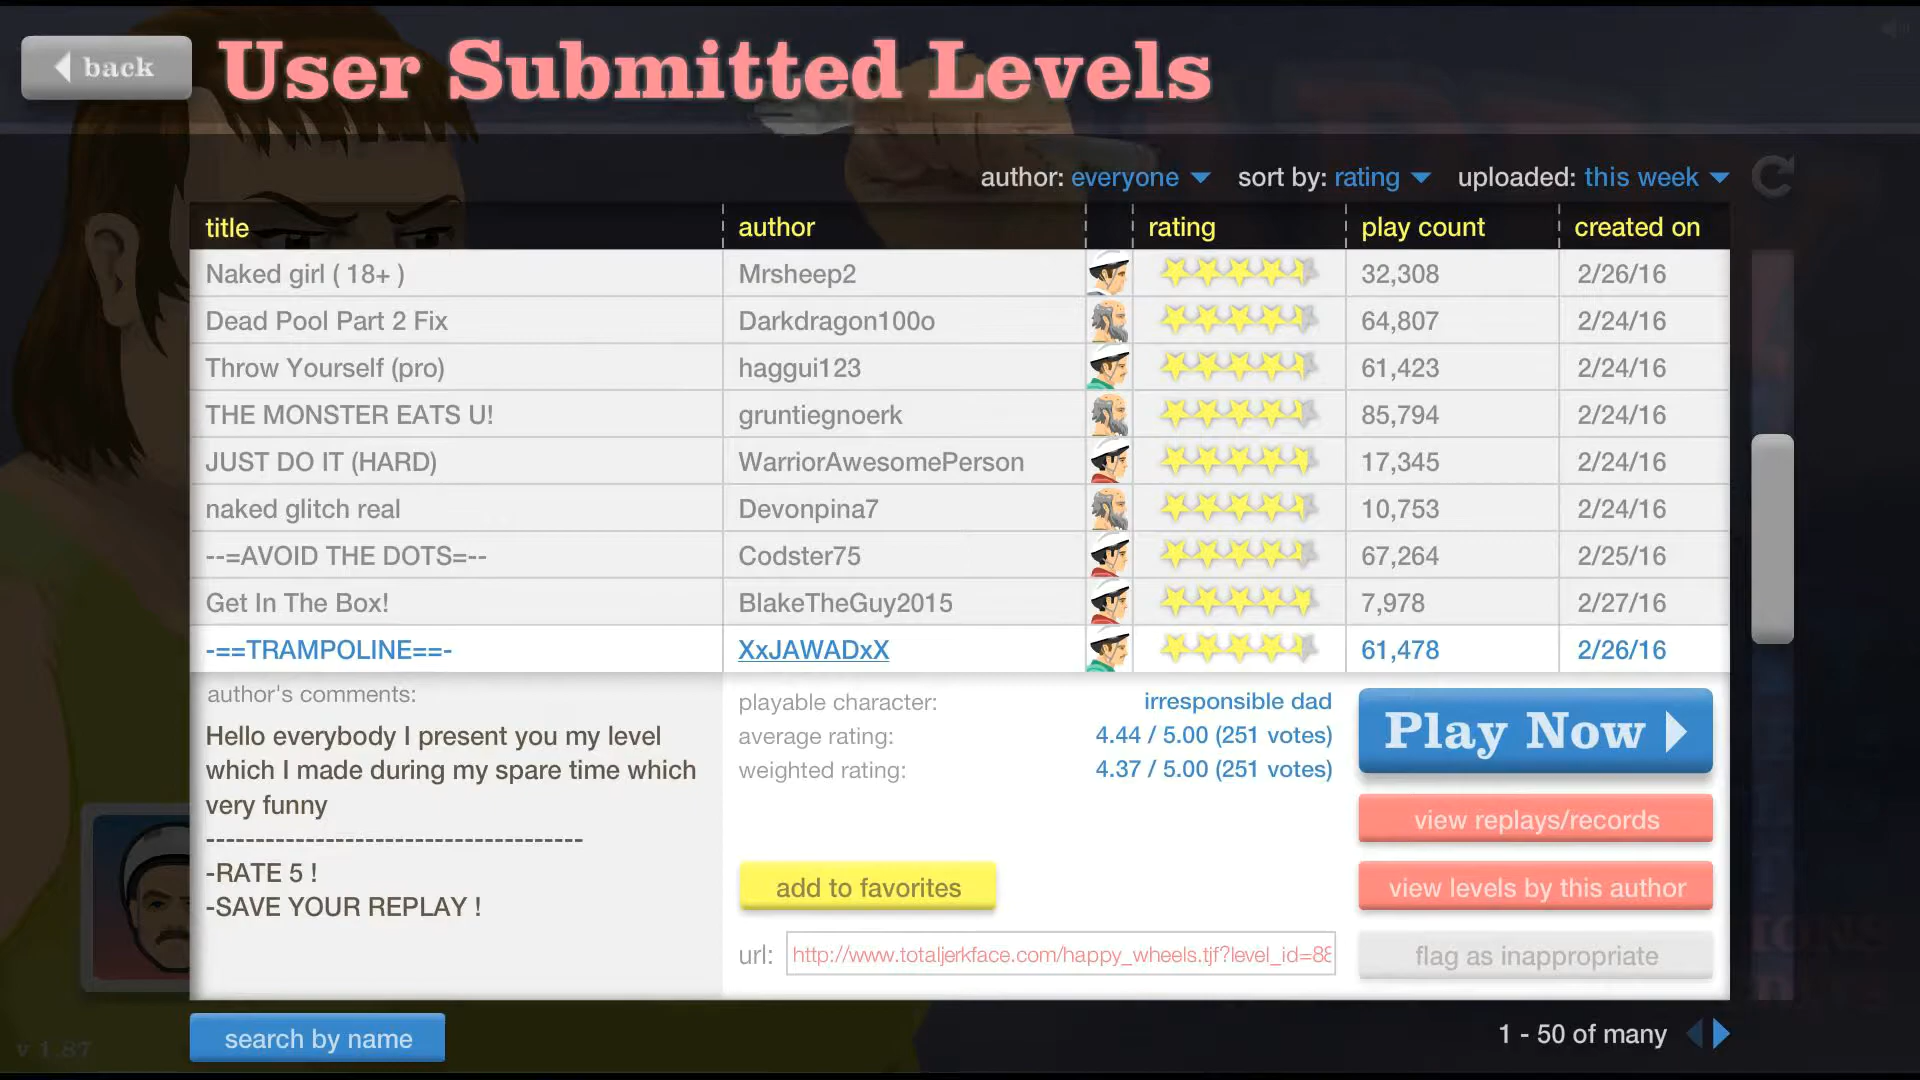 back
User Submitted Levels
author: everyone sort by: rating uploaded: this week
title author rating play count created on
Naked girl ( 18+ ) Mrsheep2 32,308 2/26/16
Dead Pool Part 2 Fix Darkdragon100o 64,807 2/24/16
Throw Yourself (pro) haggui123 61,423 2/24/16
THE MONSTER EATS U! gruntiegnoerk 85,794 2/24/16
JUST DO IT (HARD) WarriorAwesomePerson 17,345 2/24/16
naked glitch real Devonpina7 10,753 2/24/16
--=AVOID THE DOTS=-- Codster75 67,264 2/25/16
Get In The Box! BlakeTheGuy2015 7,978 2/27/16
-==TRAMPOLINE==- XxJAWADxX 61,478 2/26/16
author's comments:
Hello everybody I present you my level
which I made during my spare time which
very funny
--------------------------------------
-RATE 5 !
-SAVE YOUR REPLAY !
playable character: irresponsible dad
average rating: 4.44 / 5.00 (251 votes)
weighted rating: 4.37 / 5.00 (251 votes)
add to favorites
url: http://www.totaljerkface.com/happy_wheels.tjf?level_id=88
Play Now
view replays/records
view levels by this author
flag as inappropriate
search by name
1 - 50 of many
v 1.87